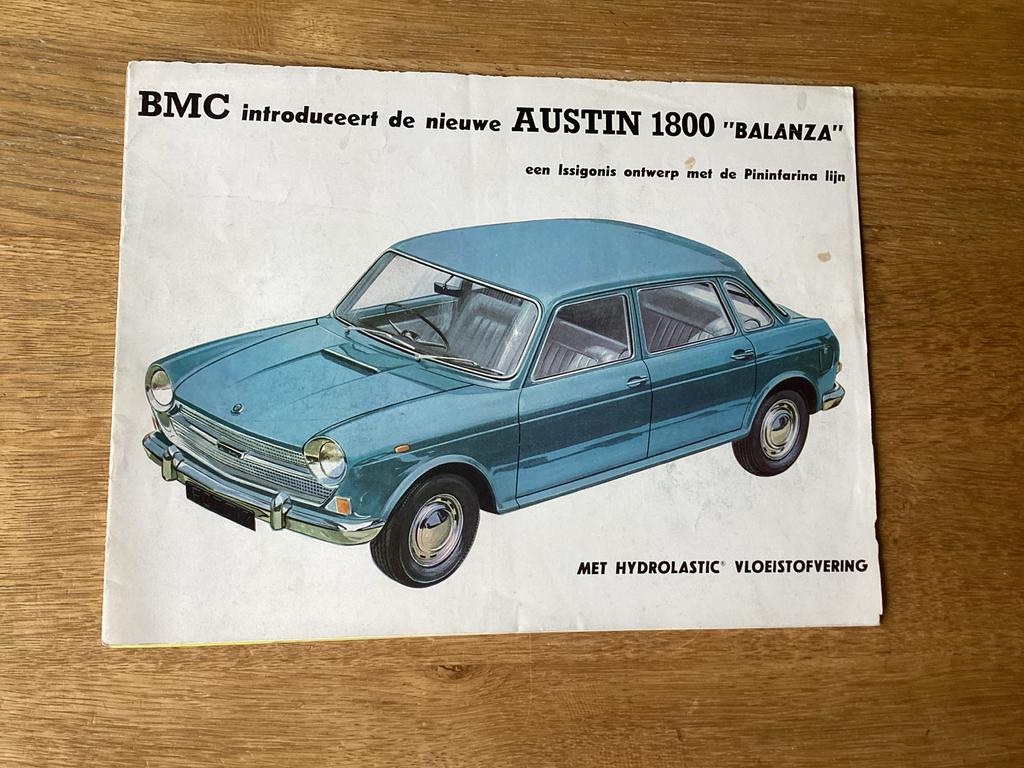 BMC introduceert de nieuwe AUSTIN 1800 "BALANZA"
een Issigonis ontwerp met de Pininfarina lijn
MET HYDROLASTIC® VLOEISTOFVERING